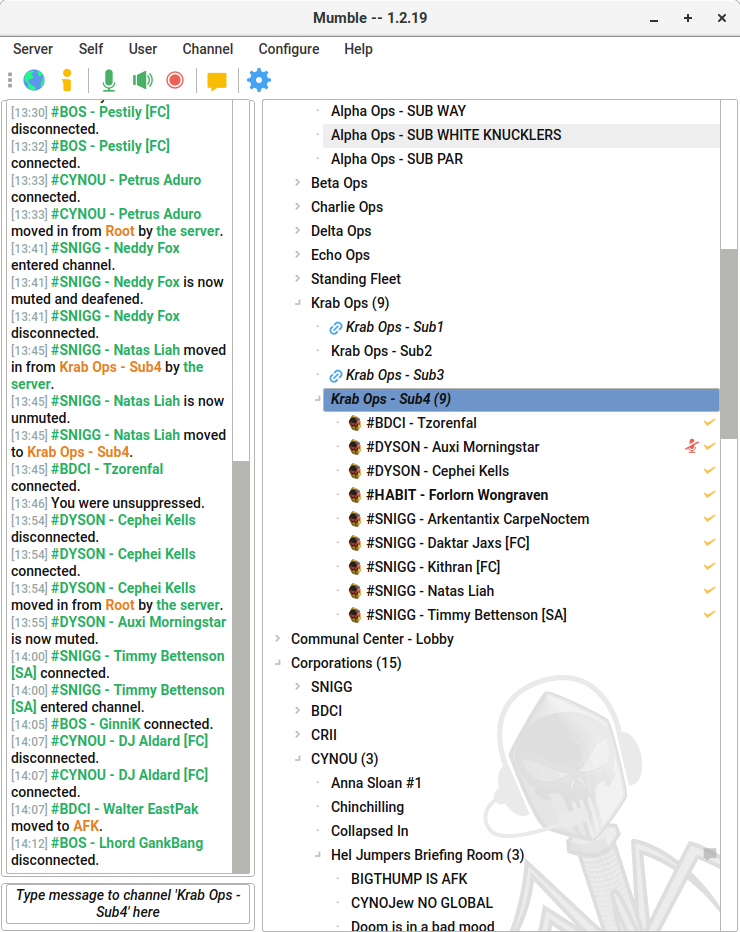 Mumble -- 1.2.19
Server Self User Channel Configure Help
[13:30] #BOS - Pestily [FC]
disconnected.
[13:32] #BOS - Pestily [FC]
connected.
[13:33] #CYNOU - Petrus Aduro
connected.
[13:33] #CYNOU - Petrus Aduro
moved in from Root by the server.
[13:41] #SNIGG - Neddy Fox
entered channel.
[13:41] #SNIGG - Neddy Fox is now
muted and deafened.
[13:41] #SNIGG - Neddy Fox
disconnected.
[13:45] #SNIGG - Natas Liah moved
in from Krab Ops - Sub4 by the
server.
[13:45] #SNIGG - Natas Liah is now
unmuted.
[13:45] #SNIGG - Natas Liah moved
to Krab Ops - Sub4.
[13:45] #BDCI - Tzorenfal
connected.
[13:46] You were unsuppressed.
[13:54] #DYSON - Cephei Kells
disconnected.
[13:54] #DYSON - Cephei Kells
connected.
[13:54] #DYSON - Cephei Kells
moved in from Root by the server.
[13:55] #DYSON - Auxi Morningstar
is now muted.
[14:00] #SNIGG - Timmy Bettenson
[SA] connected.
[14:00] #SNIGG - Timmy Bettenson
[SA] entered channel.
[14:05] #BOS - GinniK connected.
[14:07] #CYNOU - DJ Aldard [FC]
disconnected.
[14:07] #CYNOU - DJ Aldard [FC]
connected.
[14:07] #BDCI - Walter EastPak
moved to AFK.
[14:12] #BOS - Lhord GankBang
disconnected.
Type message to channel 'Krab Ops -
Sub4' here
Alpha Ops - SUB WAY
Alpha Ops - SUB WHITE KNUCKLERS
Alpha Ops - SUB PAR
Beta Ops
Charlie Ops
Delta Ops
Echo Ops
Standing Fleet
Krab Ops (9)
Krab Ops - Sub1
Krab Ops - Sub2
Krab Ops - Sub3
Krab Ops - Sub4 (9)
#BDCI - Tzorenfal
#DYSON - Auxi Morningstar
#DYSON - Cephei Kells
#HABIT - Forlorn Wongraven
#SNIGG - Arkentantix CarpeNoctem
#SNIGG - Daktar Jaxs [FC]
#SNIGG - Kithran [FC]
#SNIGG - Natas Liah
#SNIGG - Timmy Bettenson [SA]
Communal Center - Lobby
Corporations (15)
SNIGG
BDCI
CRII
CYNOU (3)
Anna Sloan #1
Chinchilling
Collapsed In
Hel Jumpers Briefing Room (3)
BIGTHUMP IS AFK
CYNOJew NO GLOBAL
Doom is in a bad mood